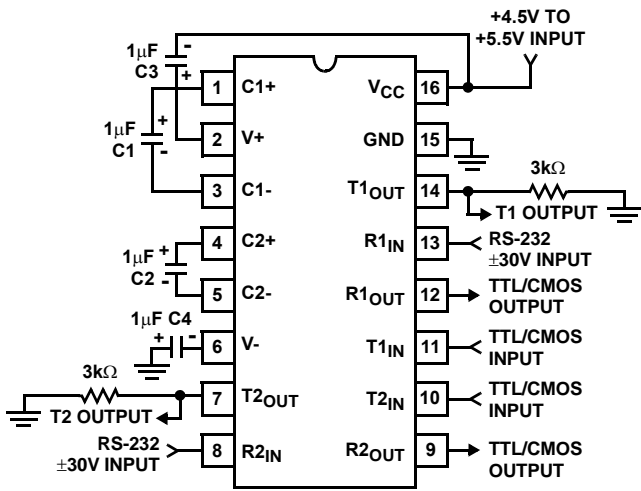 +4.5V TO
+5.5V INPUT
1µF
C3
-
+
1 C1+
VCC 16
+
1µF
C1
-
2 V+
GND 15
3 C1-
T1OUT 14
3kΩ
T1 OUTPUT
4 C2+
R1IN 13
RS-232
±30V INPUT
+
1µF
C2
-
5 C2-
R1OUT 12
TTL/CMOS
OUTPUT
1µF C4
+ -
6 V-
T1IN 11
TTL/CMOS
INPUT
3kΩ
7 T2OUT
T2IN 10
TTL/CMOS
INPUT
T2 OUTPUT
RS-232
±30V INPUT
8 R2IN
R2OUT 9
TTL/CMOS
OUTPUT